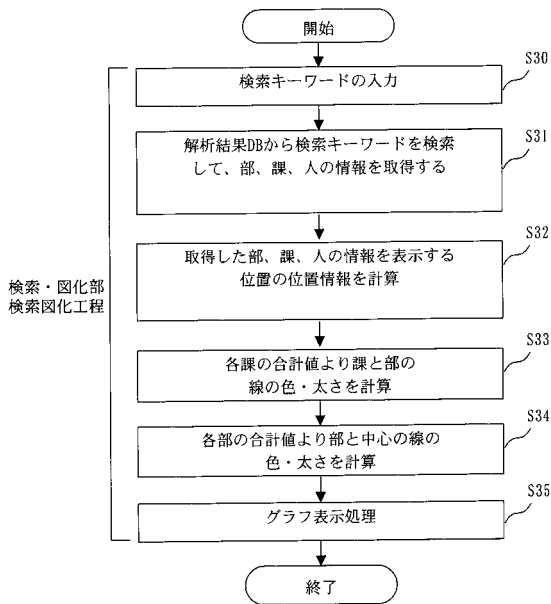 開始
S30
検索キーワードの入力
S31
解析結果DBから検索キーワードを検索
して、部、課、人の情報を取得する
S32
取得した部、課、人の情報を表示する
位置の位置情報を計算
検索・図化部
検索図化工程
S33
各課の合計値より課と部の
線の色・太さを計算
S34
各部の合計値より部と中心の線の
色・太さを計算
S35
グラフ表示処理
終了